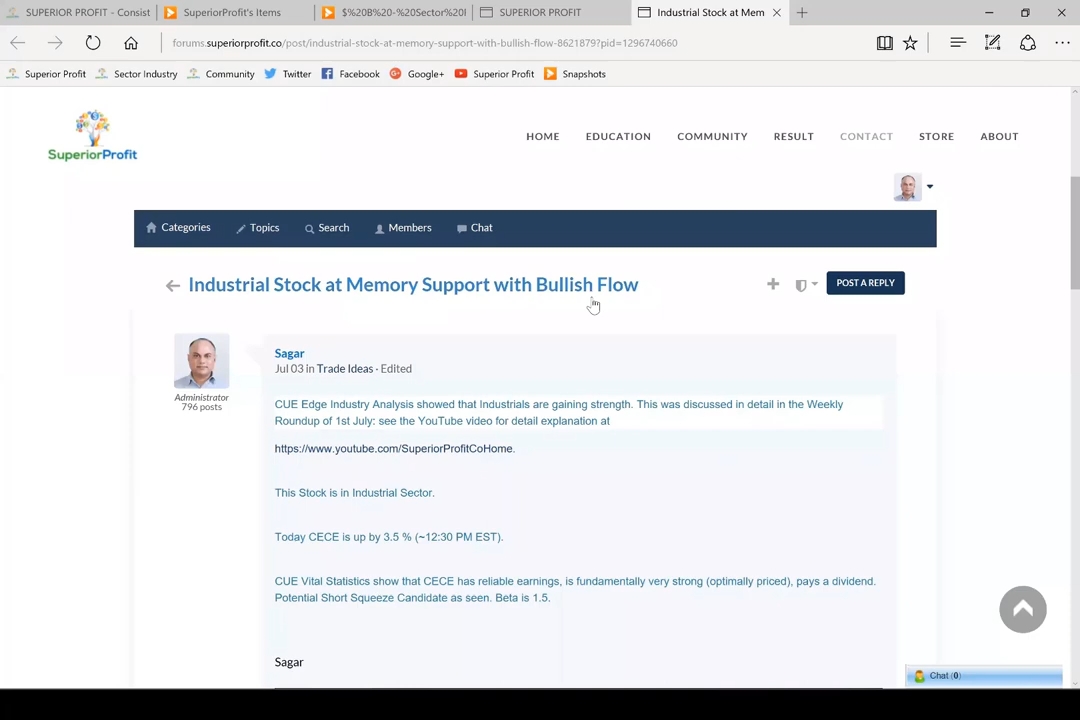 SUPERIOR PROFIT - Consist
SuperiorProfit's Items
$%20B%20-%20Sector%20I
SUPERIOR PROFIT
Industrial Stock at Mem
forums.superiorprofit.co/post/industrial-stock-at-memory-support-with-bullish-flow-8621879?pid=1296740660
Superior Profit
Sector Industry
Community
Twitter
Facebook
Google+
Superior Profit
Snapshots
SuperiorProfit
HOME
EDUCATION
COMMUNITY
RESULT
CONTACT
STORE
ABOUT
Categories
Topics
Search
Members
Chat
Industrial Stock at Memory Support with Bullish Flow
POST A REPLY
Sagar
Jul 03 in Trade Ideas · Edited
Administrator
796 posts
CUE Edge Industry Analysis showed that Industrials are gaining strength. This was discussed in detail in the Weekly
Roundup of 1st July: see the YouTube video for detail explanation at
https://www.youtube.com/SuperiorProfitCoHome.
This Stock is in Industrial Sector.
Today CECE is up by 3.5 % (~12:30 PM EST).
CUE Vital Statistics show that CECE has reliable earnings, is fundamentally very strong (optimally priced), pays a dividend.
Potential Short Squeeze Candidate as seen. Beta is 1.5.
Sagar
Chat (0)